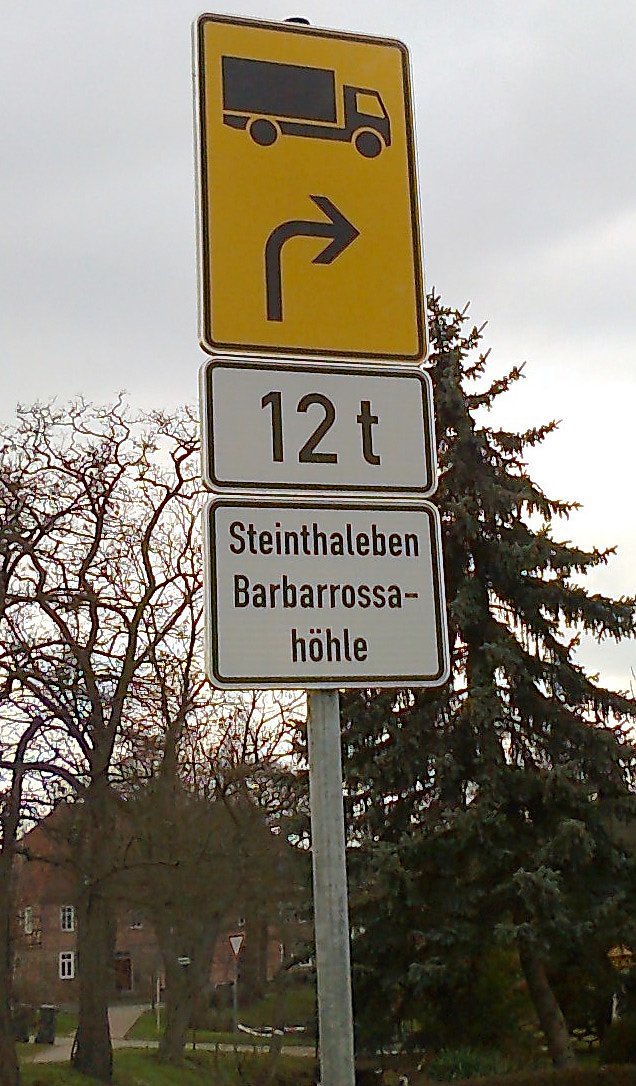 12 t
Steinthaleben
Barbarrossa-
höhle